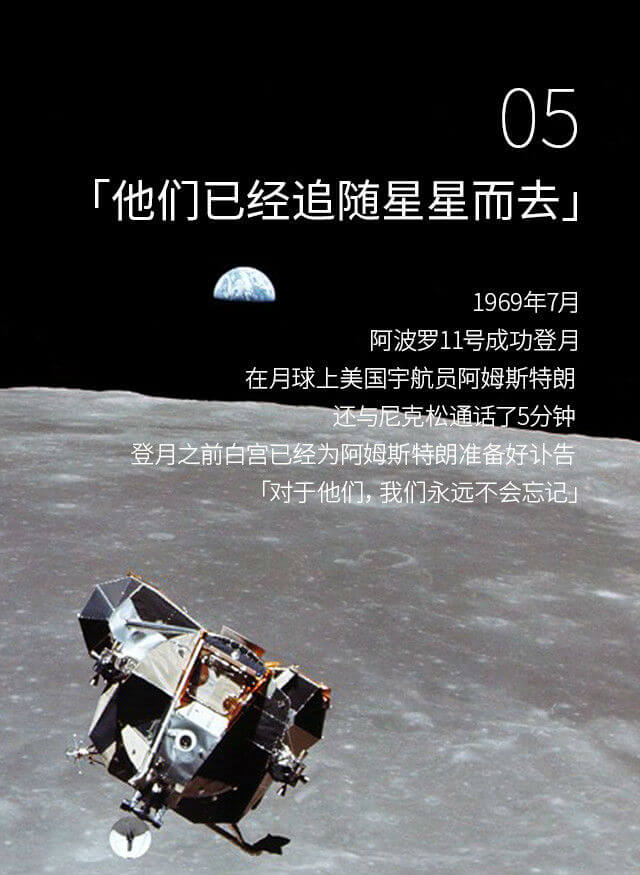 05
「他们已经追随星星而去」
1969年7月
阿波罗11号成功登月
在月球上美国宇航员阿姆斯特朗
还与尼克松通话了5分钟
登月之前白宫已经为阿姆斯特朗准备好讣告
「对于他们，我们永远不会忘记」